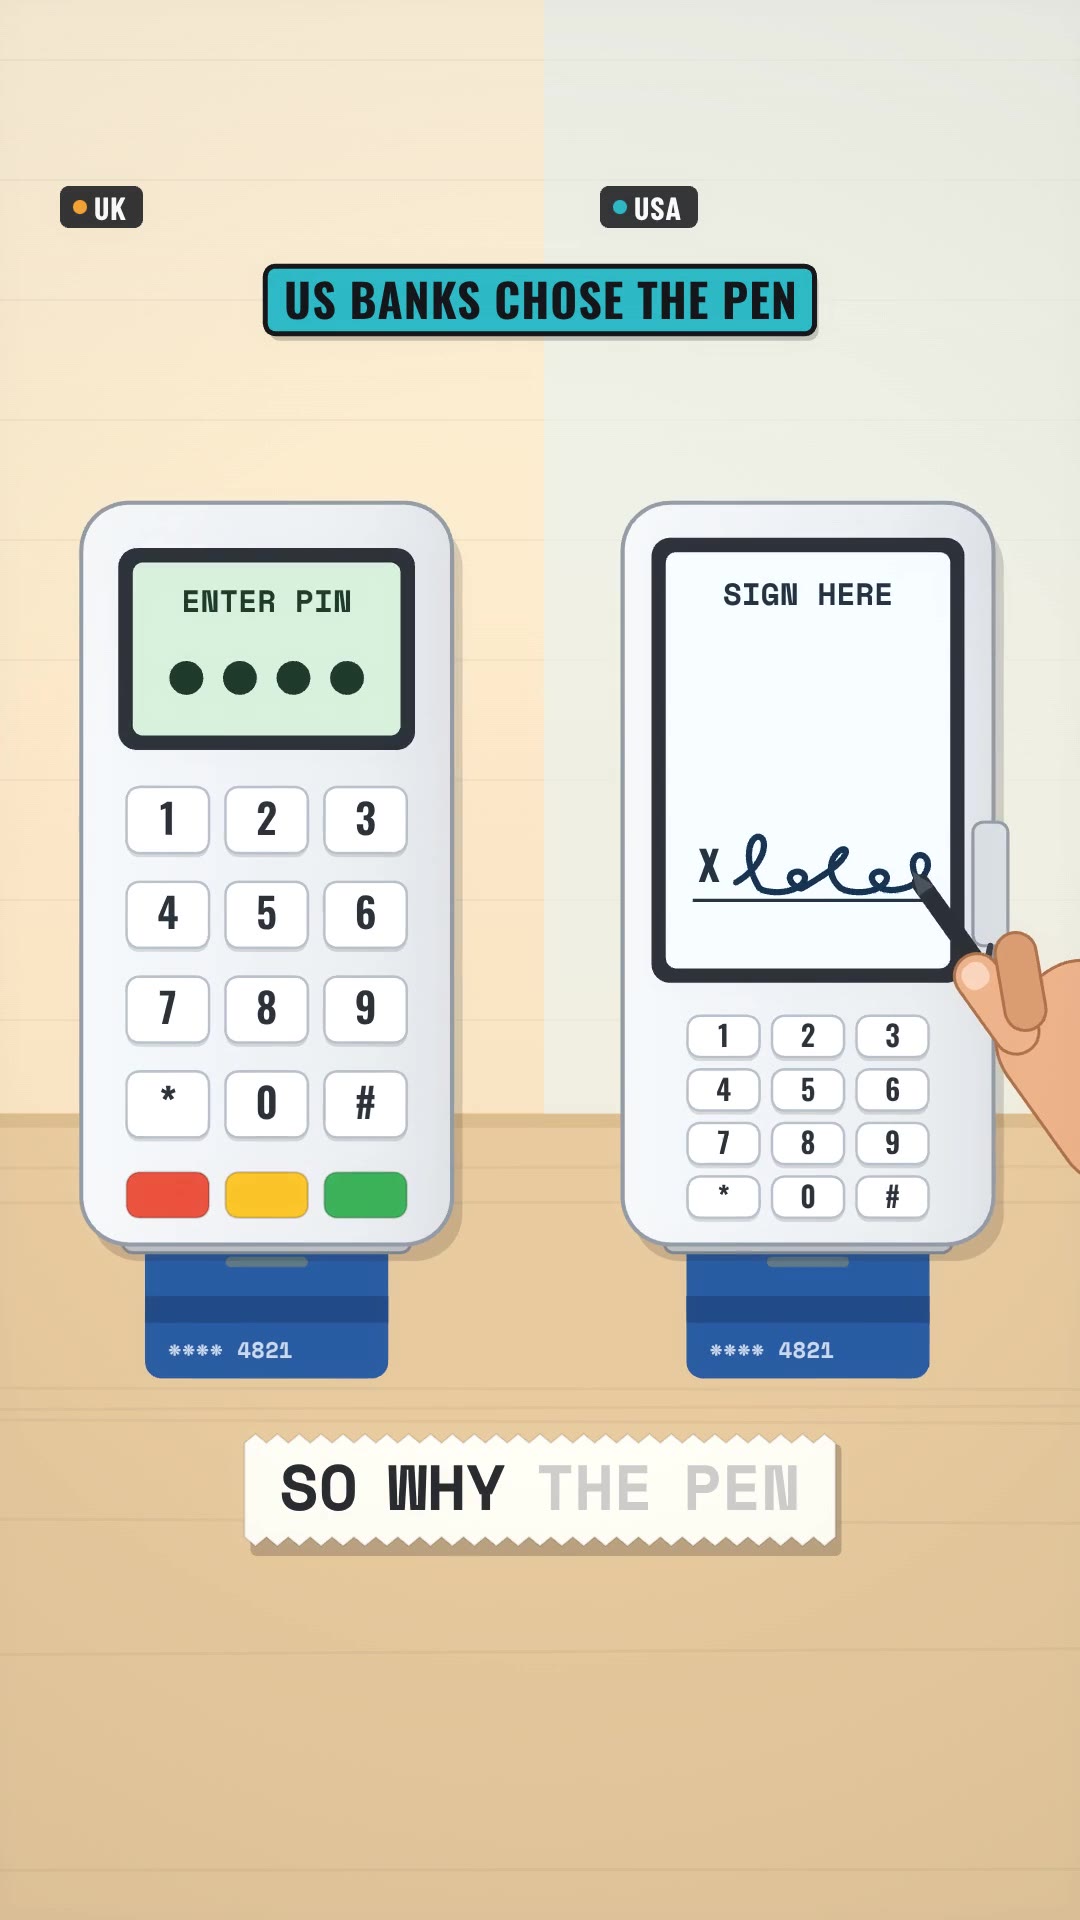 UK
USA
US BANKS CHOSE THE PEN
ENTER PIN
1 2 3
4 5 6
7 8 9
* 0 #
**** 4821
SIGN HERE
X
1 2 3
4 5 6
7 8 9
* 0 #
**** 4821
SO WHY THE PEN